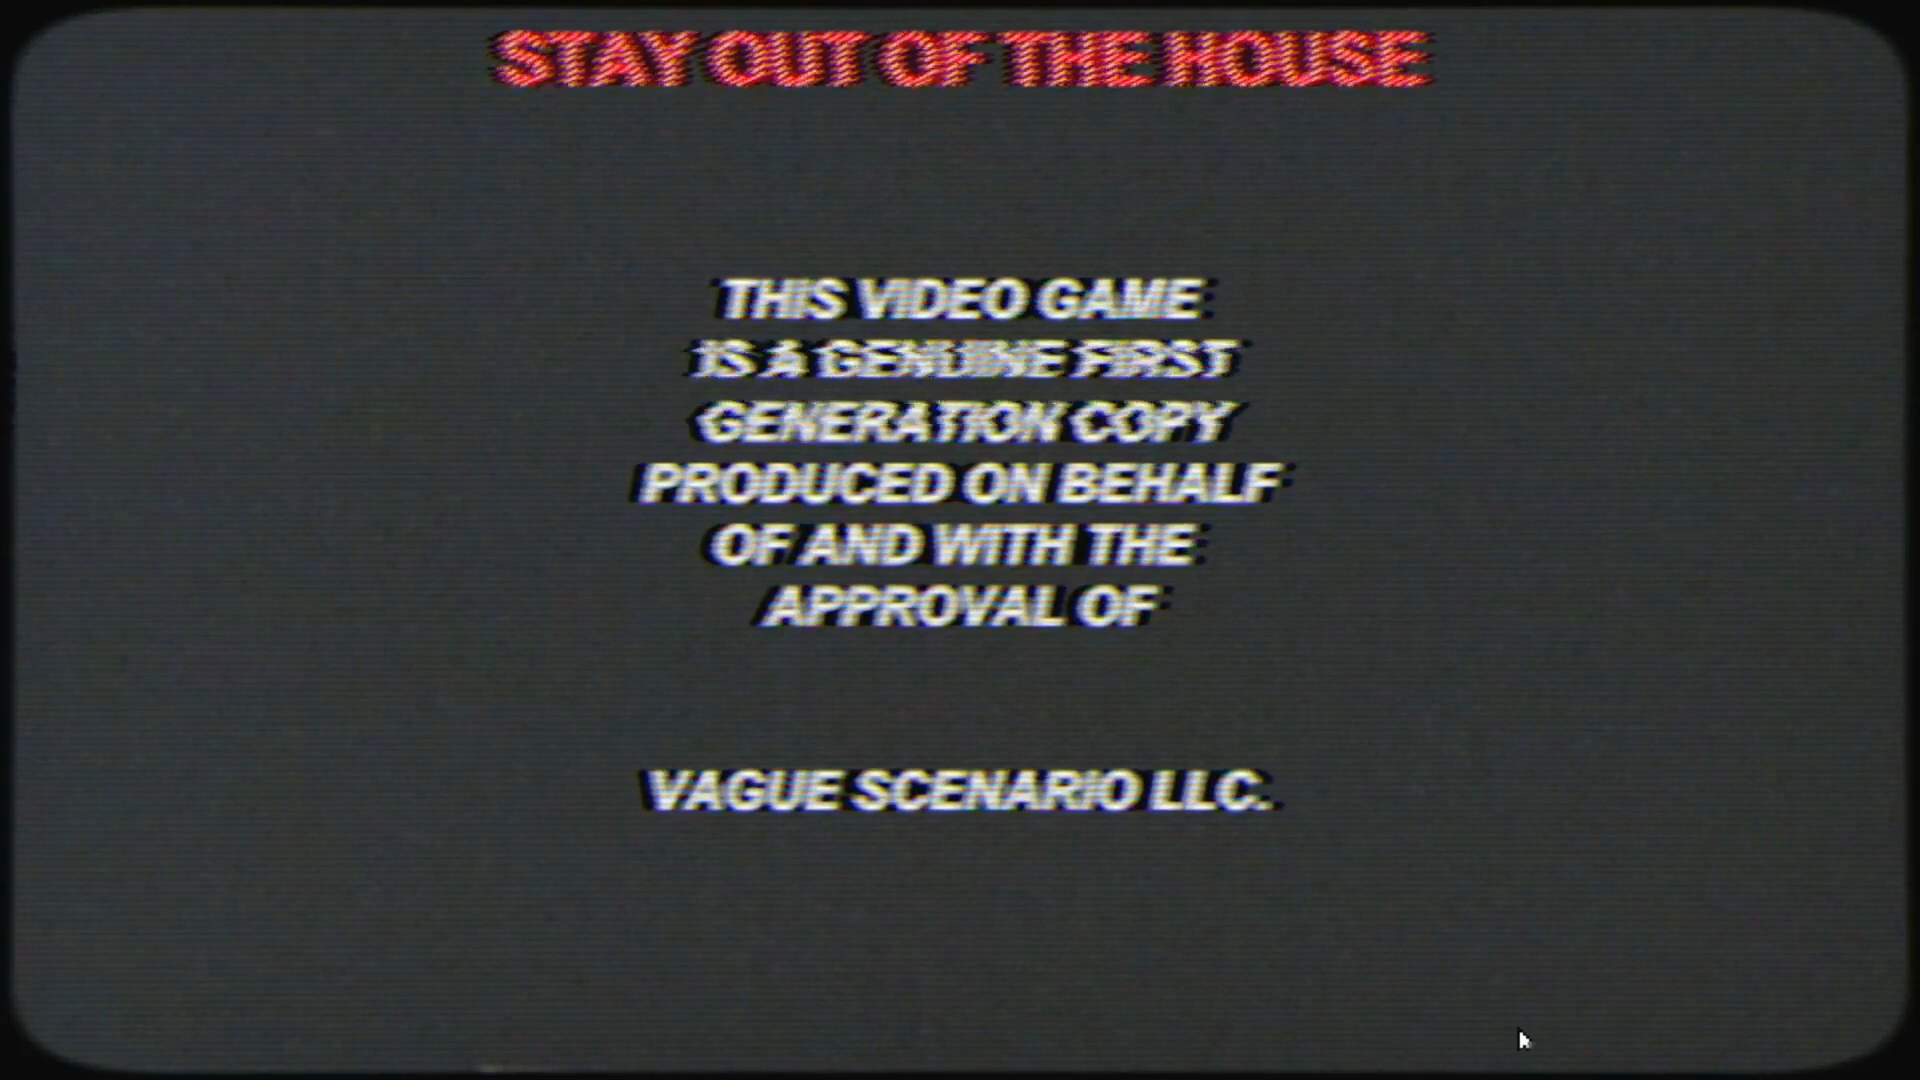 STAY OUT OF THE HOUSE
THIS VIDEO GAME
IS A GENUINE FIRST
GENERATION COPY
PRODUCED ON BEHALF
OF AND WITH THE
APPROVAL OF
VAGUE SCENARIO LLC.